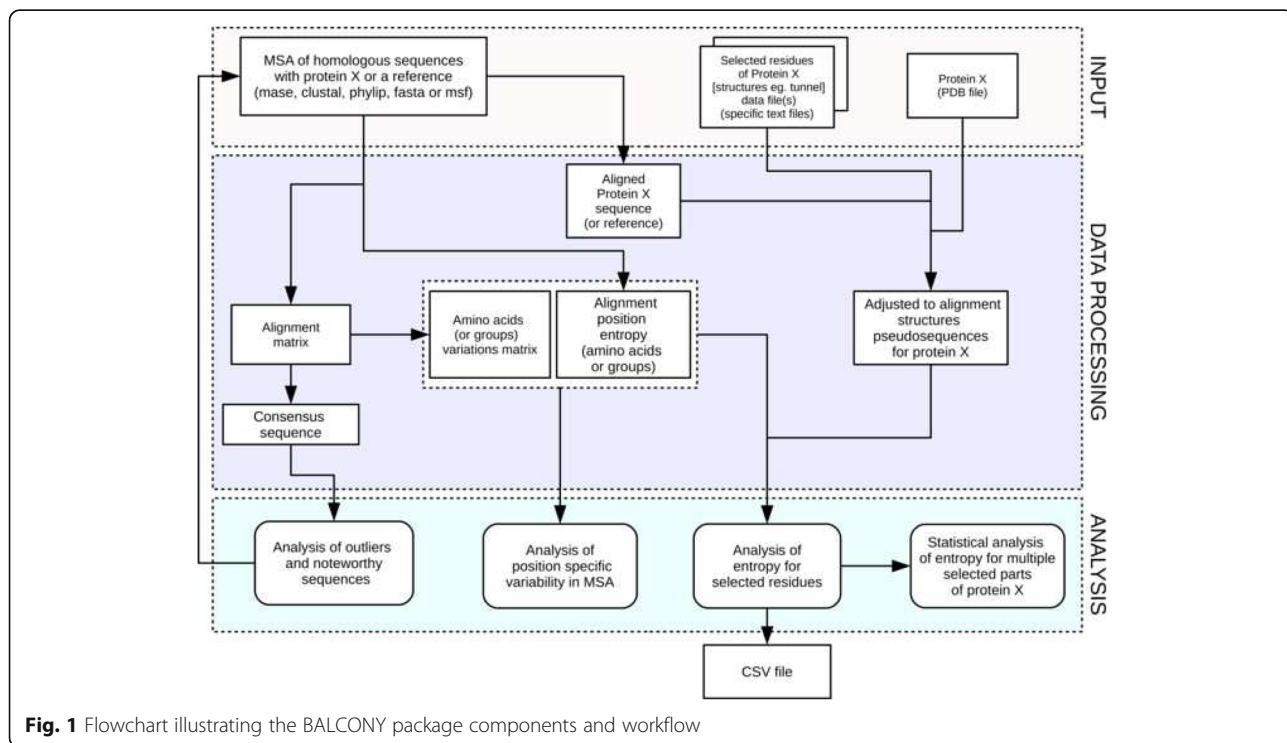 MSA of homologous sequences
with protein X or a reference
(mase, clustal, phylip, fasta or msf)
Selected residues
of Protein X
[structures eg. tunnel]
data file(s)
(specific text files)
Protein X
(PDB file)
INPUT
Aligned
Protein X
sequence
(or reference)
Alignment
matrix
Amino acids
(or groups)
variations matrix
Alignment
position
entropy
(amino acids
or groups)
Adjusted to alignment
structures
pseudosequences
for protein X
Consensus
sequence
DATA PROCESSING
Analysis of outliers
and noteworthy
sequences
Analysis of
position specific
variability in MSA
Analysis of
entropy for
selected residues
Statistical analysis
of entropy for multiple
selected parts
of protein X
ANALYSIS
CSV file
Fig. 1 Flowchart illustrating the BALCONY package components and workflow